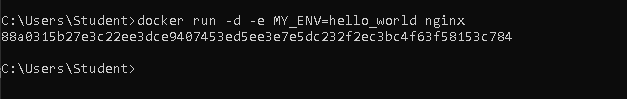 C:\Users\Student>docker run -d -e MY_ENV=hello_world nginx
88a0315b27e3c22ee3dce9407453ed5ee3e7e5dc232f2ec3bc4f63f58153c784
C:\Users\Student>